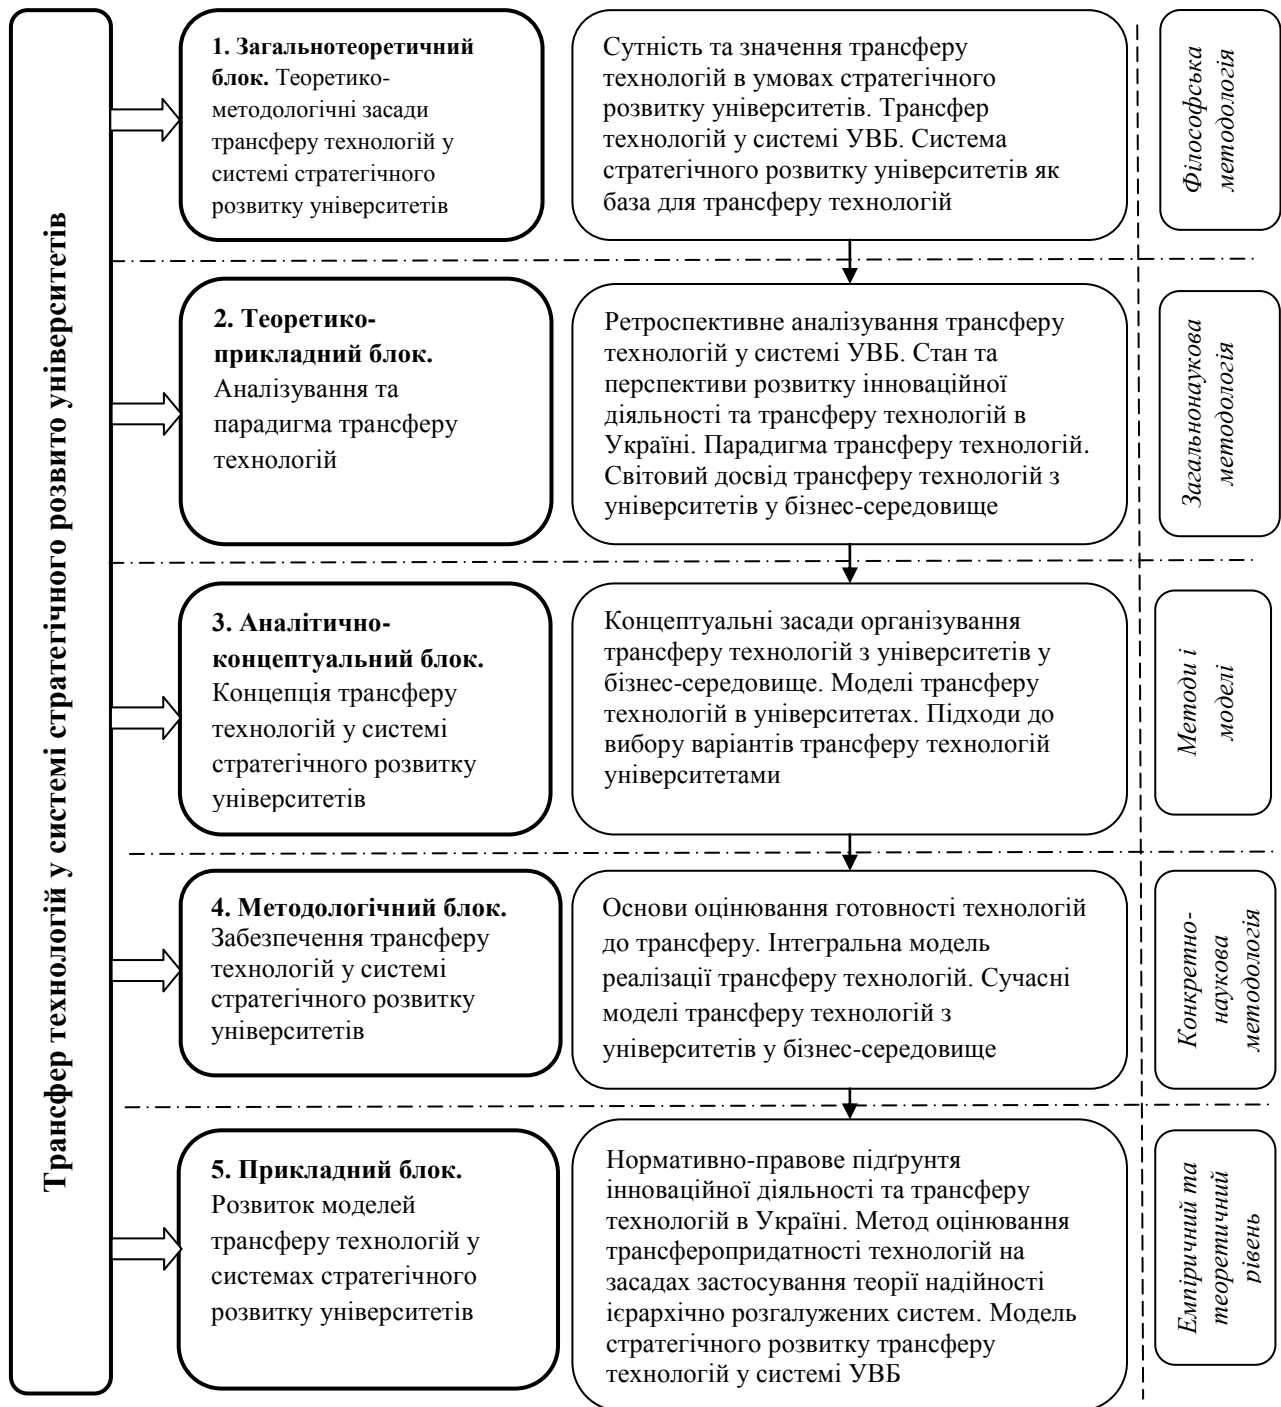 Трансфер технологій у системі стратегічного розвито університетів
1. Загальнотеоретичний
блок. Теоретико-
методологічні засади
трансферу технологій у
системі стратегічного
розвитку університетів
Сутність та значення трансферу
технологій в умовах стратегічного
розвитку університетів. Трансфер
технологій у системі УВБ. Система
стратегічного розвитку університетів як
база для трансферу технологій
Філософська
методологія
2. Теоретико-
прикладний блок.
Аналізування та
парадигма трансферу
технологій
Ретроспективне аналізування трансферу
технологій у системі УВБ. Стан та
перспективи розвитку інноваційної
діяльності та трансферу технологій в
Україні. Парадигма трансферу технологій.
Світовий досвід трансферу технологій з
університетів у бізнес-середовище
Загальнонаукова
методологія
3. Аналітично-
концептуальний блок.
Концепція трансферу
технологій у системі
стратегічного розвитку
університетів
Концептуальні засади організування
трансферу технологій з університетів у
бізнес-середовище. Моделі трансферу
технологій в університетах. Підходи до
вибору варіантів трансферу технологій
університетами
Методи і
моделі
4. Методологічний блок.
Забезпечення трансферу
технологій у системі
стратегічного розвитку
університетів
Основи оцінювання готовності технологій
до трансферу. Інтегральна модель
реалізації трансферу технологій. Сучасні
моделі трансферу технологій з
університетів у бізнес-середовище
Конкретно-
наукова
методологія
5. Прикладний блок.
Розвиток моделей
трансферу технологій у
системах стратегічного
розвитку університетів
Нормативно-правове підґрунтя
інноваційної діяльності та трансферу
технологій в Україні. Метод оцінювання
трансферопридатності технологій на
засадах застосування теорії надійності
ієрархічно розгалужених систем. Модель
стратегічного розвитку трансферу
технологій у системі УВБ
Емпіричний та
теоретичний
рівень